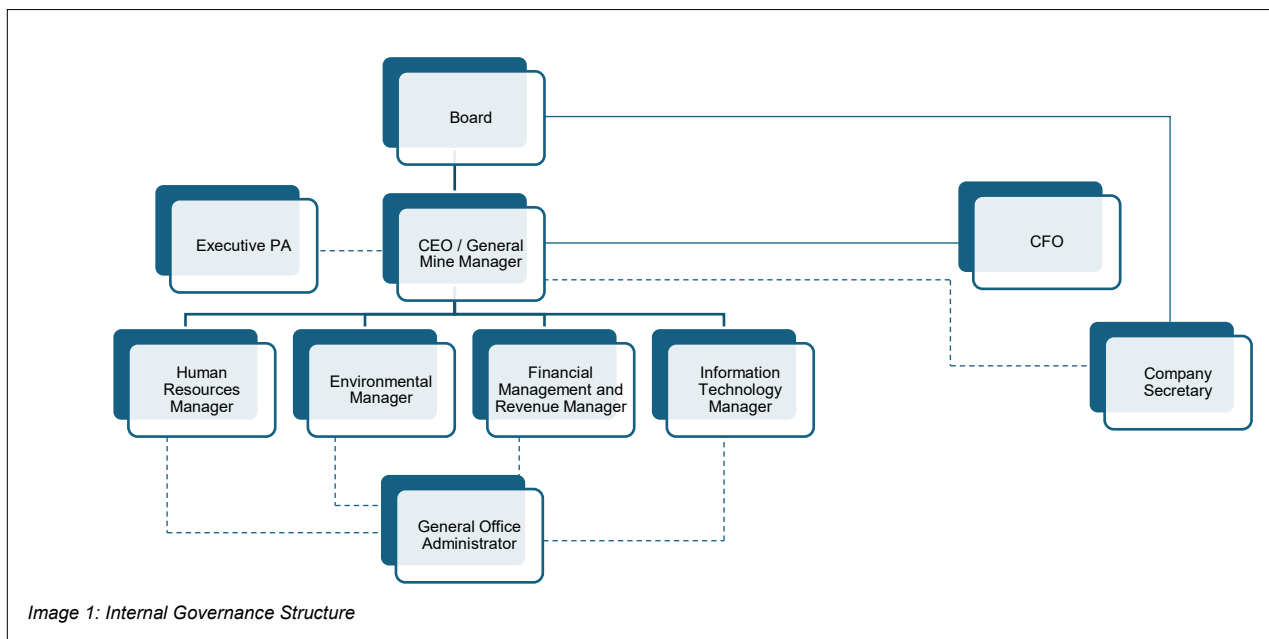 Board
Executive PA
CEO / General
Mine Manager
CFO
Human
Resources
Manager
Environmental
Manager
Financial
Management and
Revenue Manager
Information
Technology
Manager
Company
Secretary
General Office
Administrator
Image 1: Internal Governance Structure